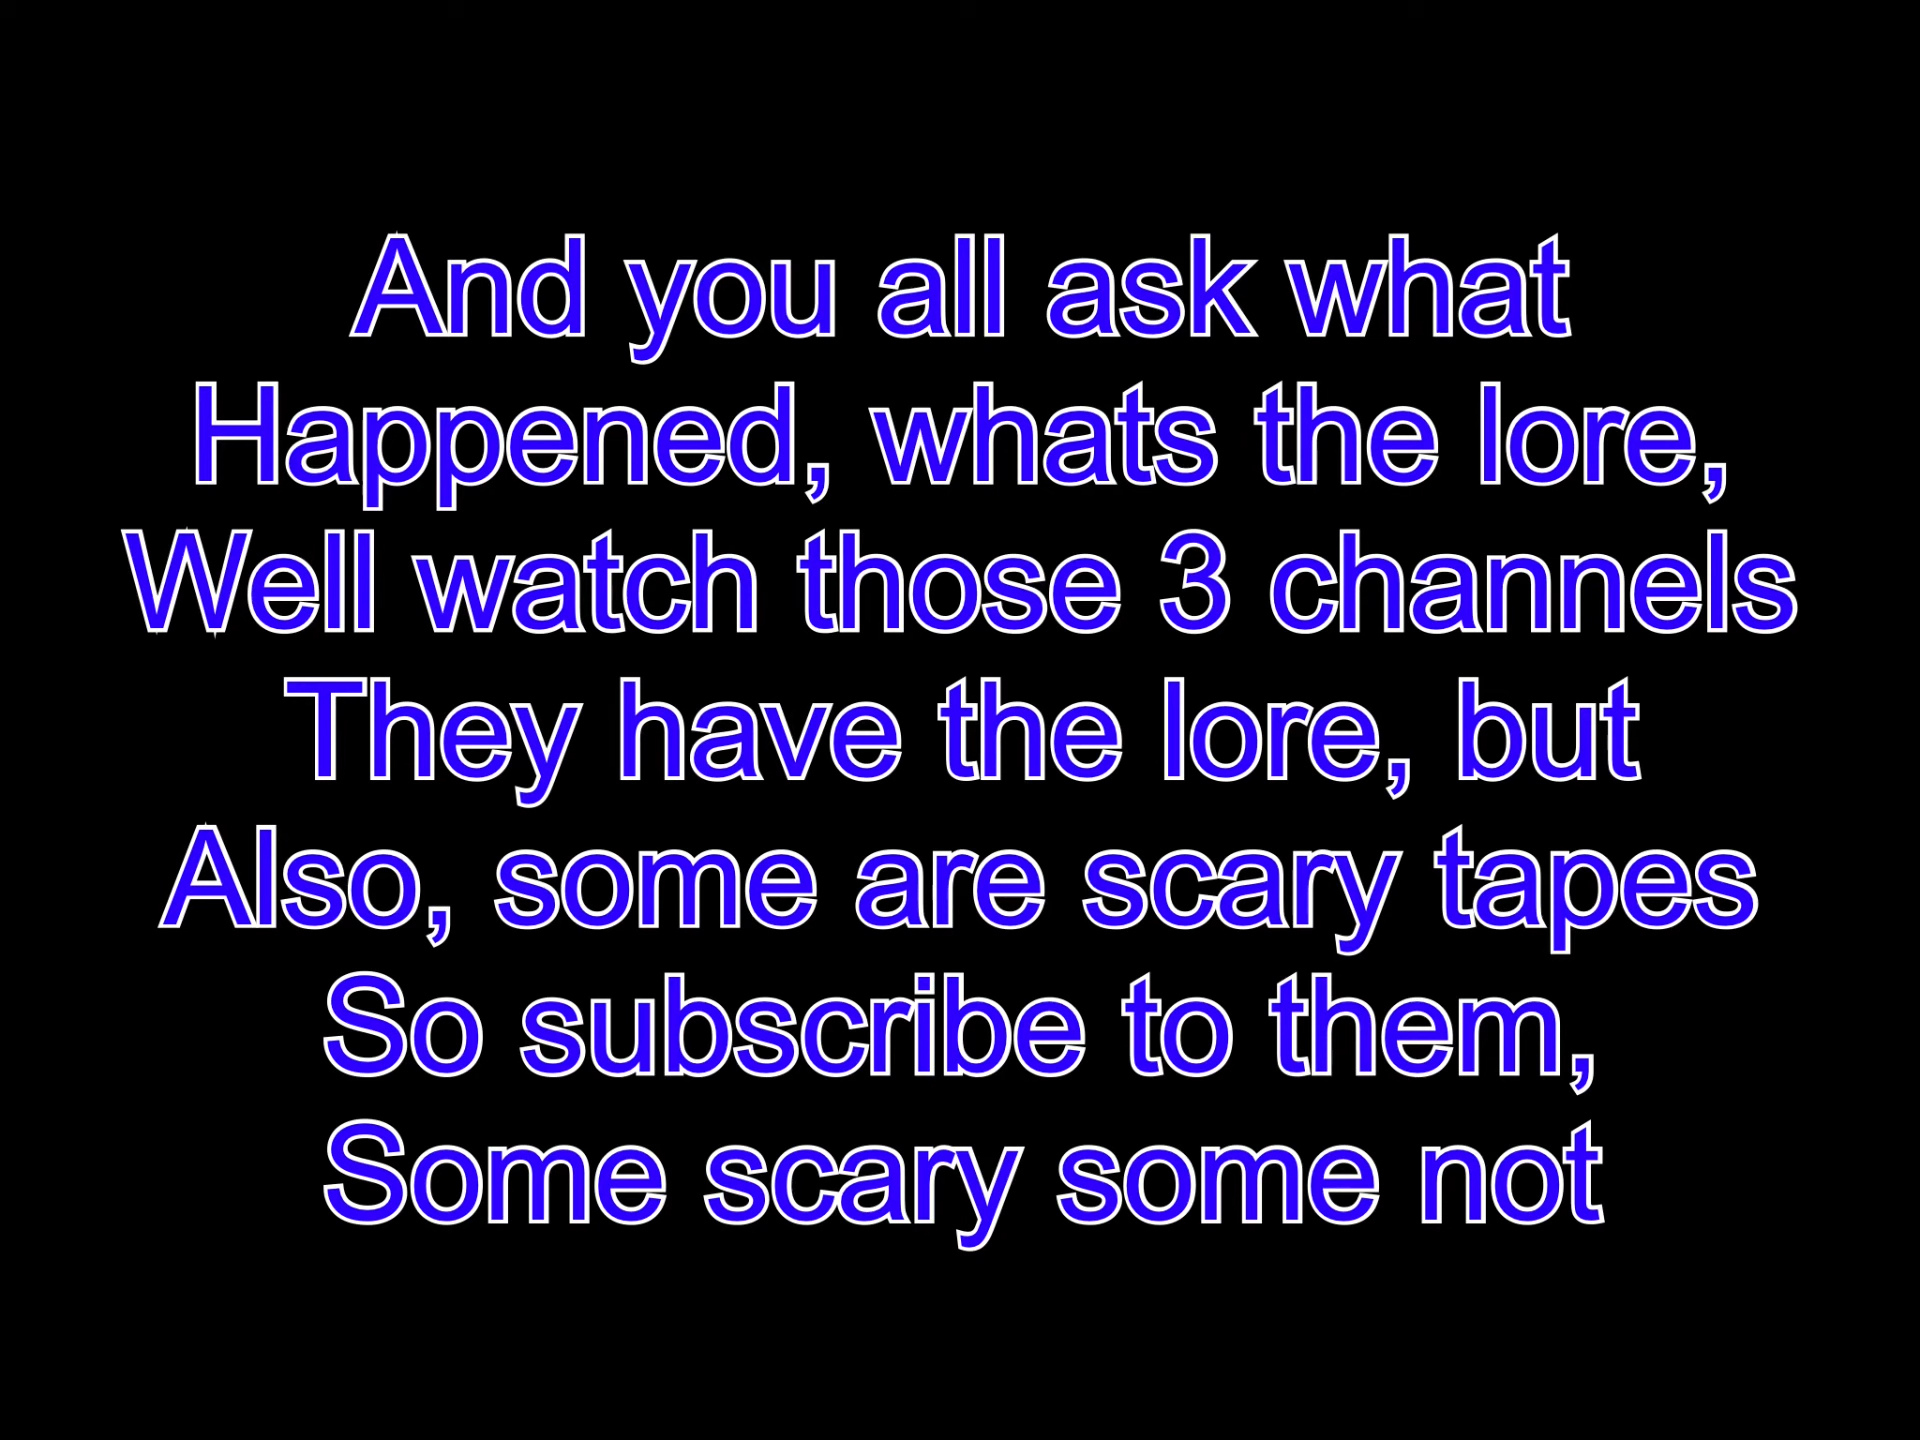 And you all ask what
Happened, whats the lore,
Well watch those 3 channels
They have the lore, but
Also, some are scary tapes
So subscribe to them,
Some scary some not